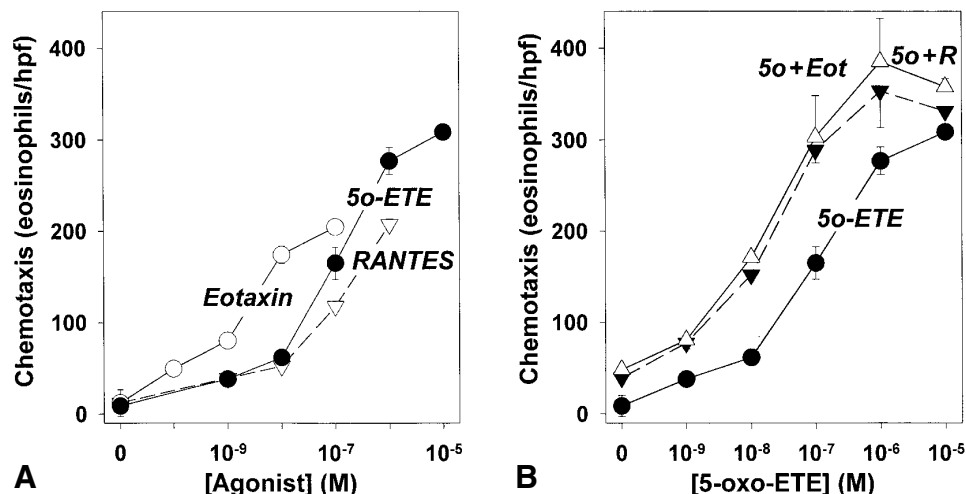 Chemotaxis (eosinophils/hpf)
400
300
200
100
0
Eotaxin
5o-ETE
RANTES
0
10-9
10-7
10-5
[Agonist] (M)
A
Chemotaxis (eosinophils/hpf)
400
300
200
100
0
5o+Eot
5o+R
5o-ETE
0
10-9
10-8
10-7
10-6
10-5
[5-oxo-ETE] (M)
B